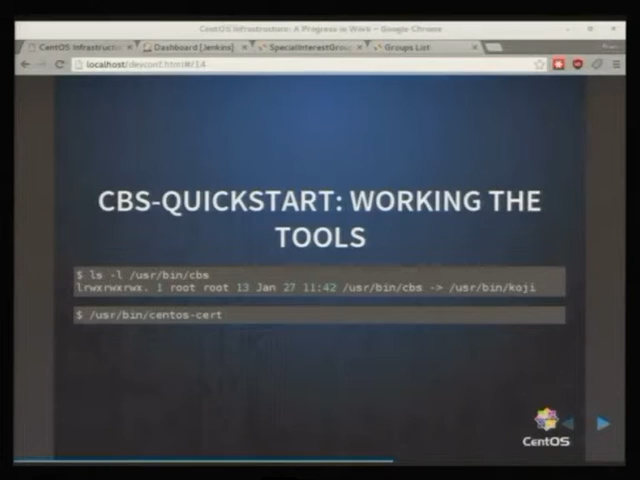 CentOS Infrastructure: A Progress in Work - Google Chrome
CentOS Infrastructur Dashboard [Jenkins] SpecialInterestGrou Groups List
localhost/devconf.html#/14
CBS-QUICKSTART: WORKING THE
TOOLS
$ ls -l /usr/bin/cbs
lrwxrwxrwx. 1 root root 13 Jan 27 11:42 /usr/bin/cbs -> /usr/bin/koji
$ /usr/bin/centos-cert
CentOS